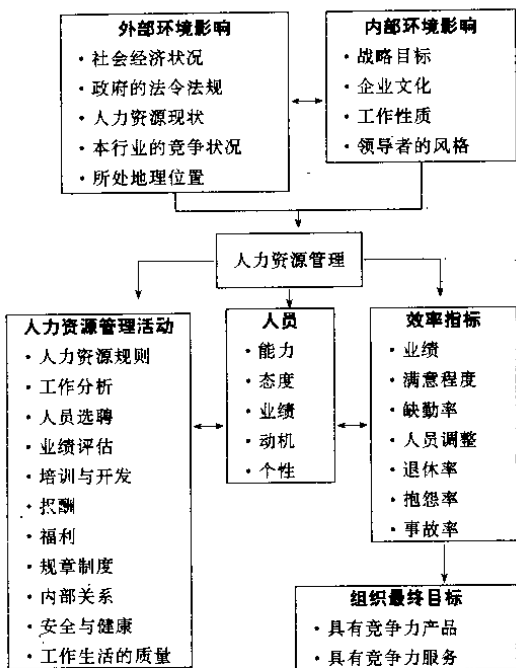 外部环境影响
· 社会经济状况
· 政府的法令法规
· 人力资源现状
· 本行业的竞争状况
· 所处地理位置
内部环境影响
· 战略目标
· 企业文化
· 工作性质
· 领导者的风格
人力资源管理
人力资源管理活动
· 人力资源规则
· 工作分析
· 人员选聘
· 业绩评估
· 培训与开发
· 报酬
· 福利
· 规章制度
· 内部关系
· 安全与健康
· 工作生活的质量
人员
· 能力
· 态度
· 业绩
· 动机
· 个性
效率指标
· 业绩
· 满意程度
· 缺勤率
· 人员调整
· 退休率
· 抱怨率
· 事故率
组织最终目标
· 具有竞争力产品
· 具有竞争力服务